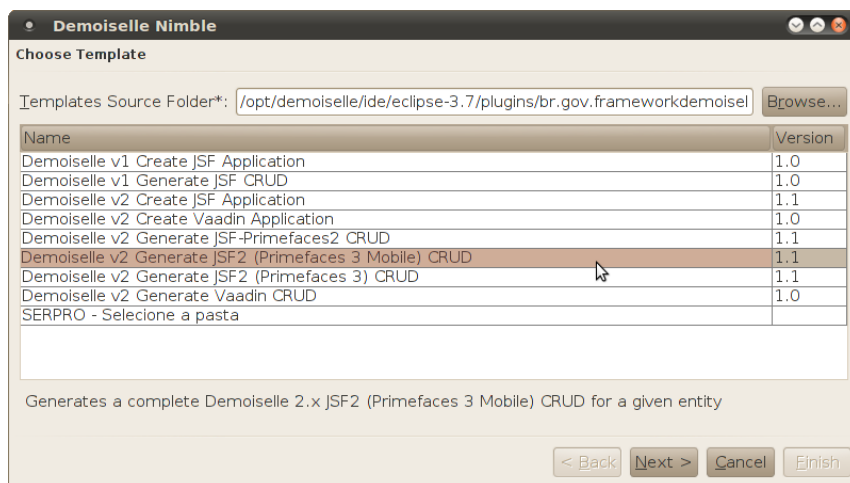 Demoiselle Nimble
Choose Template
Templates Source Folder*: /opt/demoiselle/ide/eclipse-3.7/plugins/br.gov.frameworkdemoisel Browse...
Name Version
Demoiselle v1 Create JSF Application 1.0
Demoiselle v1 Generate JSF CRUD 1.0
Demoiselle v2 Create JSF Application 1.1
Demoiselle v2 Create Vaadin Application 1.0
Demoiselle v2 Generate JSF-Primefaces2 CRUD 1.1
Demoiselle v2 Generate JSF2 (Primefaces 3 Mobile) CRUD 1.1
Demoiselle v2 Generate JSF2 (Primefaces 3) CRUD 1.1
Demoiselle v2 Generate Vaadin CRUD 1.0
SERPRO - Selecione a pasta
Generates a complete Demoiselle 2.x JSF2 (Primefaces 3 Mobile) CRUD for a given entity
< Back Next > Cancel Finish